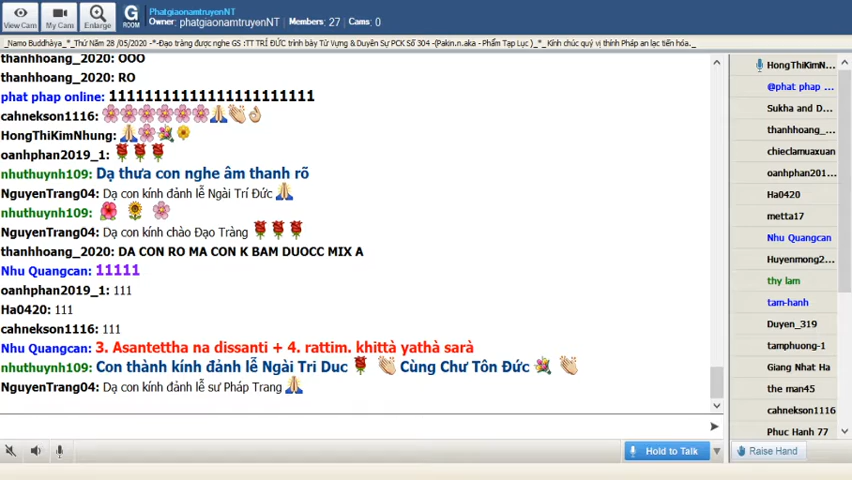 View Cam
My Cam
Enlarge
G
ROOM
PhatgiaonamtruyenNT
Owner: phatgiaonamtruyenNT | Members: 27 | Cams: 0
_Namo Buddhàya_*_Thứ Năm 28 /05/2020 -*-Đạo tràng được nghe GS :TT TRÍ ĐỨC trình bày Tứ Vựng & Duyên Sự PCK Số 304 -(Pakin.n.aka - Phẩm Tạp Lục )_*_Kính chúc quý vị thính Pháp an lạc tiến hóa._
thanhhoang_2020: OOO
thanhhoang_2020: RO
phat phap online: 11111111111111111111111
cahnekson1116:
HongThiKimNhung:
oanhphan2019_1:
nhuthuynh109: Dạ thưa con nghe âm thanh rõ
NguyenTrang04: Dạ con kính đảnh lễ Ngài Trí Đức
nhuthuynh109:
NguyenTrang04: Dạ con kính chào Đạo Tràng
thanhhoang_2020: DA CON RO MA CON K BAM DUOCC MIX A
Nhu Quangcan: 11111
oanhphan2019_1: 111
Ha0420: 111
cahnekson1116: 111
Nhu Quangcan: 3. Asantettha na dissanti + 4. rattim. khittà yathà sarà
nhuthuynh109: Con thành kính đảnh lễ Ngài Tri Duc Cùng Chư Tôn Đức
NguyenTrang04: Dạ con kính đảnh lễ sư Pháp Trang
HongThiKimN...
@phat phap ...
Sukha and D...
thanhhoang_...
chieclamuaxuan
oanhphan201...
Ha0420
metta17
Nhu Quangcan
Huyenmong2...
thy lam
tam-hanh
Duyen_319
tamphuong-1
Giang Nhat Ha
the man45
cahnekson1116
Phuc Hanh 77
Hold to Talk
Raise Hand